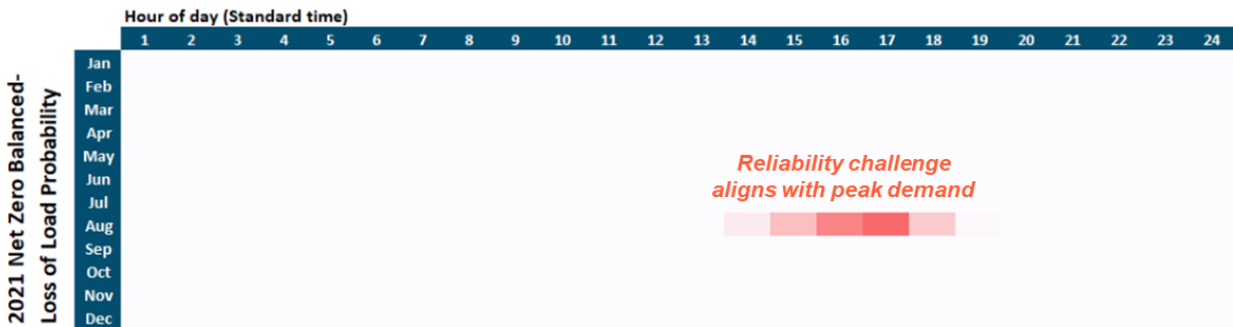 Hour of day (Standard time)
1 2 3 4 5 6 7 8 9 10 11 12 13 14 15 16 17 18 19 20 21 22 23 24
2021 Net Zero Balanced-
Loss of Load Probability
Jan
Feb
Mar
Apr
May
Jun
Jul
Aug
Sep
Oct
Nov
Dec
Reliability challenge
aligns with peak demand